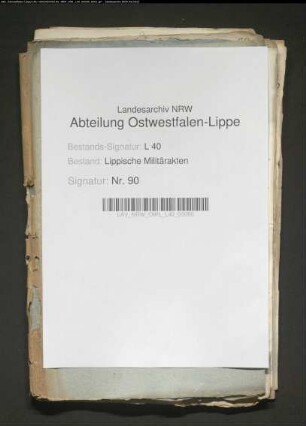 Landesarchiv NRW
Abteilung Ostwestfalen-Lippe
Bestands-Signatur: L 40
Bestand: Lippische Militärakten
Signatur: Nr. 90